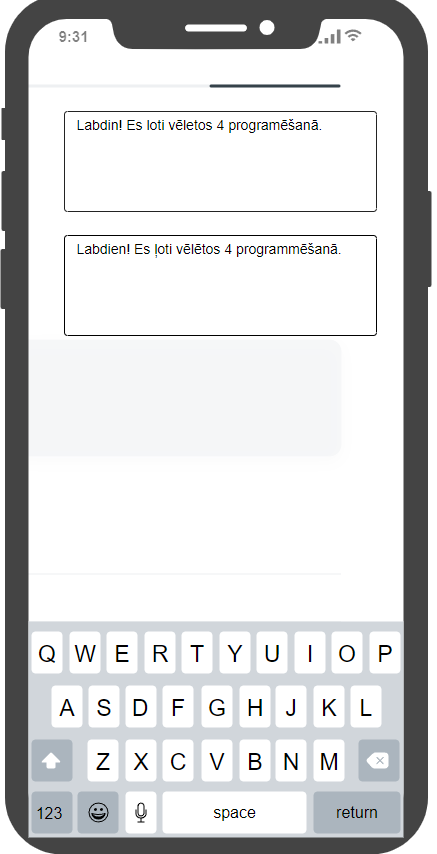 9:31
Labdin! Es loti vēletos 4 programēšanā.
Labdien! Es ļoti vēlētos 4 programmēšanā.
Q W E R T Y U I O P
A S D F G H J K L
Z X C V B N M
123 space return